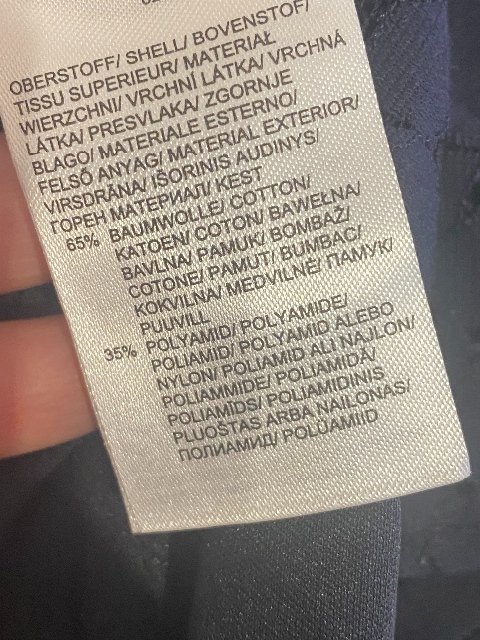 OBERSTOFF/ SHELL/ BOVENSTOF/
TISSU SUPERIEUR/ MATERIAŁ
WIERZCHNI/ VRCHNÍ LÁTKA/ VRCHNÁ
LÁTKA/ PRESVLAKA/ ZGORNJE
BLAGO/ MATERIALE ESTERNO/
FELSŐ ANYAG/ MATERIAL EXTERIOR/
VIRSDRĀNA/ IŠORINIS AUDINYS/
ГОРЕН МАТЕРИАЛ/ KEST
65% BAUMWOLLE/ COTTON/
KATOEN/ COTON/ BAWEŁNA/
BAVLNA/ PAMUK/ BOMBAŽ/
COTONE/ PAMUT/ BUMBAC/
KOKVILNA/ MEDVILNĖ/ ПАМУК/
PUUVILL
35% POLYAMID/ POLYAMIDE/
POLIAMID/ POLYAMID ALEBO
NYLON/ POLIAMID ALI NAJLON/
POLIAMMIDE/ POLIAMIDĂ/
POLIAMIDS/ POLIAMIDINIS
PLUOŠTAS ARBA NAILONAS/
ПОЛИАМИД/ POLÜAMIID